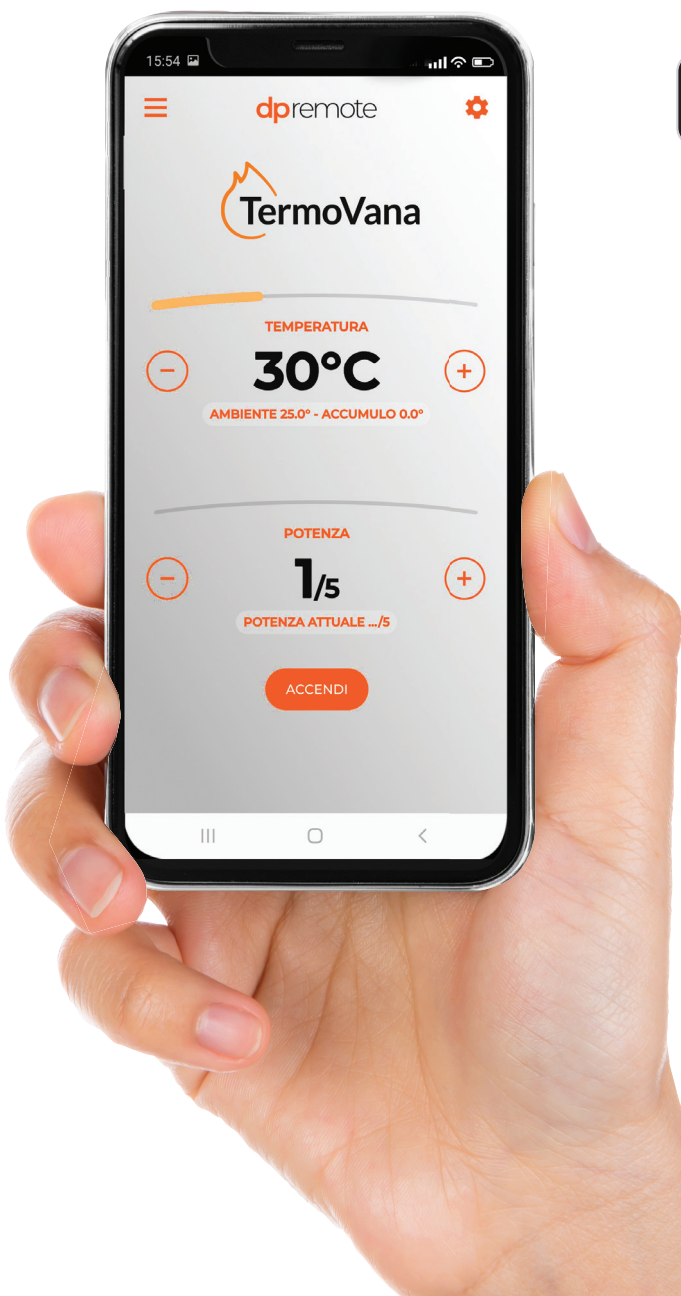 15:54
dpremote
TermoVana
TEMPERATURA
30°C
AMBIENTE 25.0° - ACCUMULO 0.0°
POTENZA
1/5
POTENZA ATTUALE .../5
ACCENDI